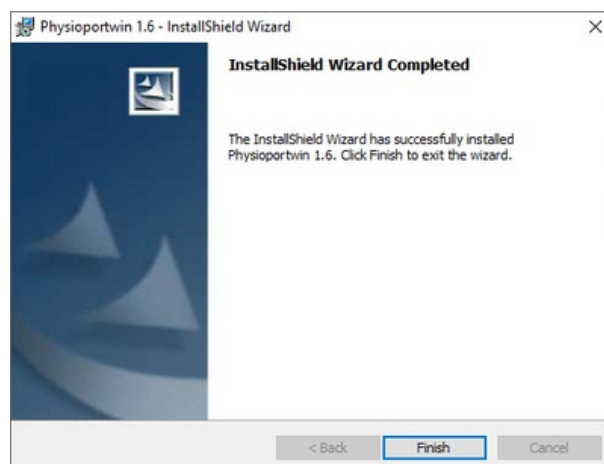 Physioportwin 1.6 - InstallShield Wizard
InstallShield Wizard Completed
The InstallShield Wizard has successfully installed
Physioportwin 1.6. Click Finish to exit the wizard.
< Back
Finish
Cancel